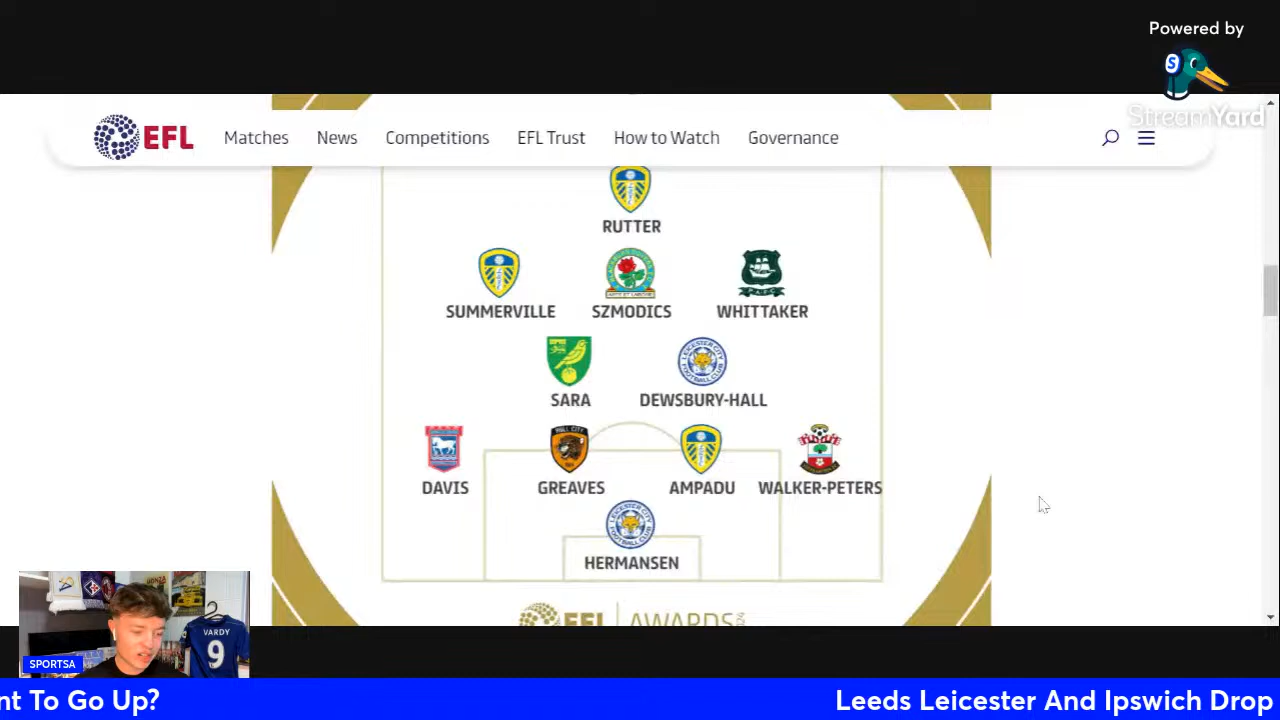 Powered by
StreamYard
EFL Matches News Competitions EFL Trust How to Watch Governance
RUTTER
SUMMERVILLE SZMODICS WHITTAKER
SARA DEWSBURY-HALL
DAVIS GREAVES AMPADU WALKER-PETERS
HERMANSEN
EFL AWARDS
VARDY
9
SPORTSA
nt To Go Up? Leeds Leicester And Ipswich Drop